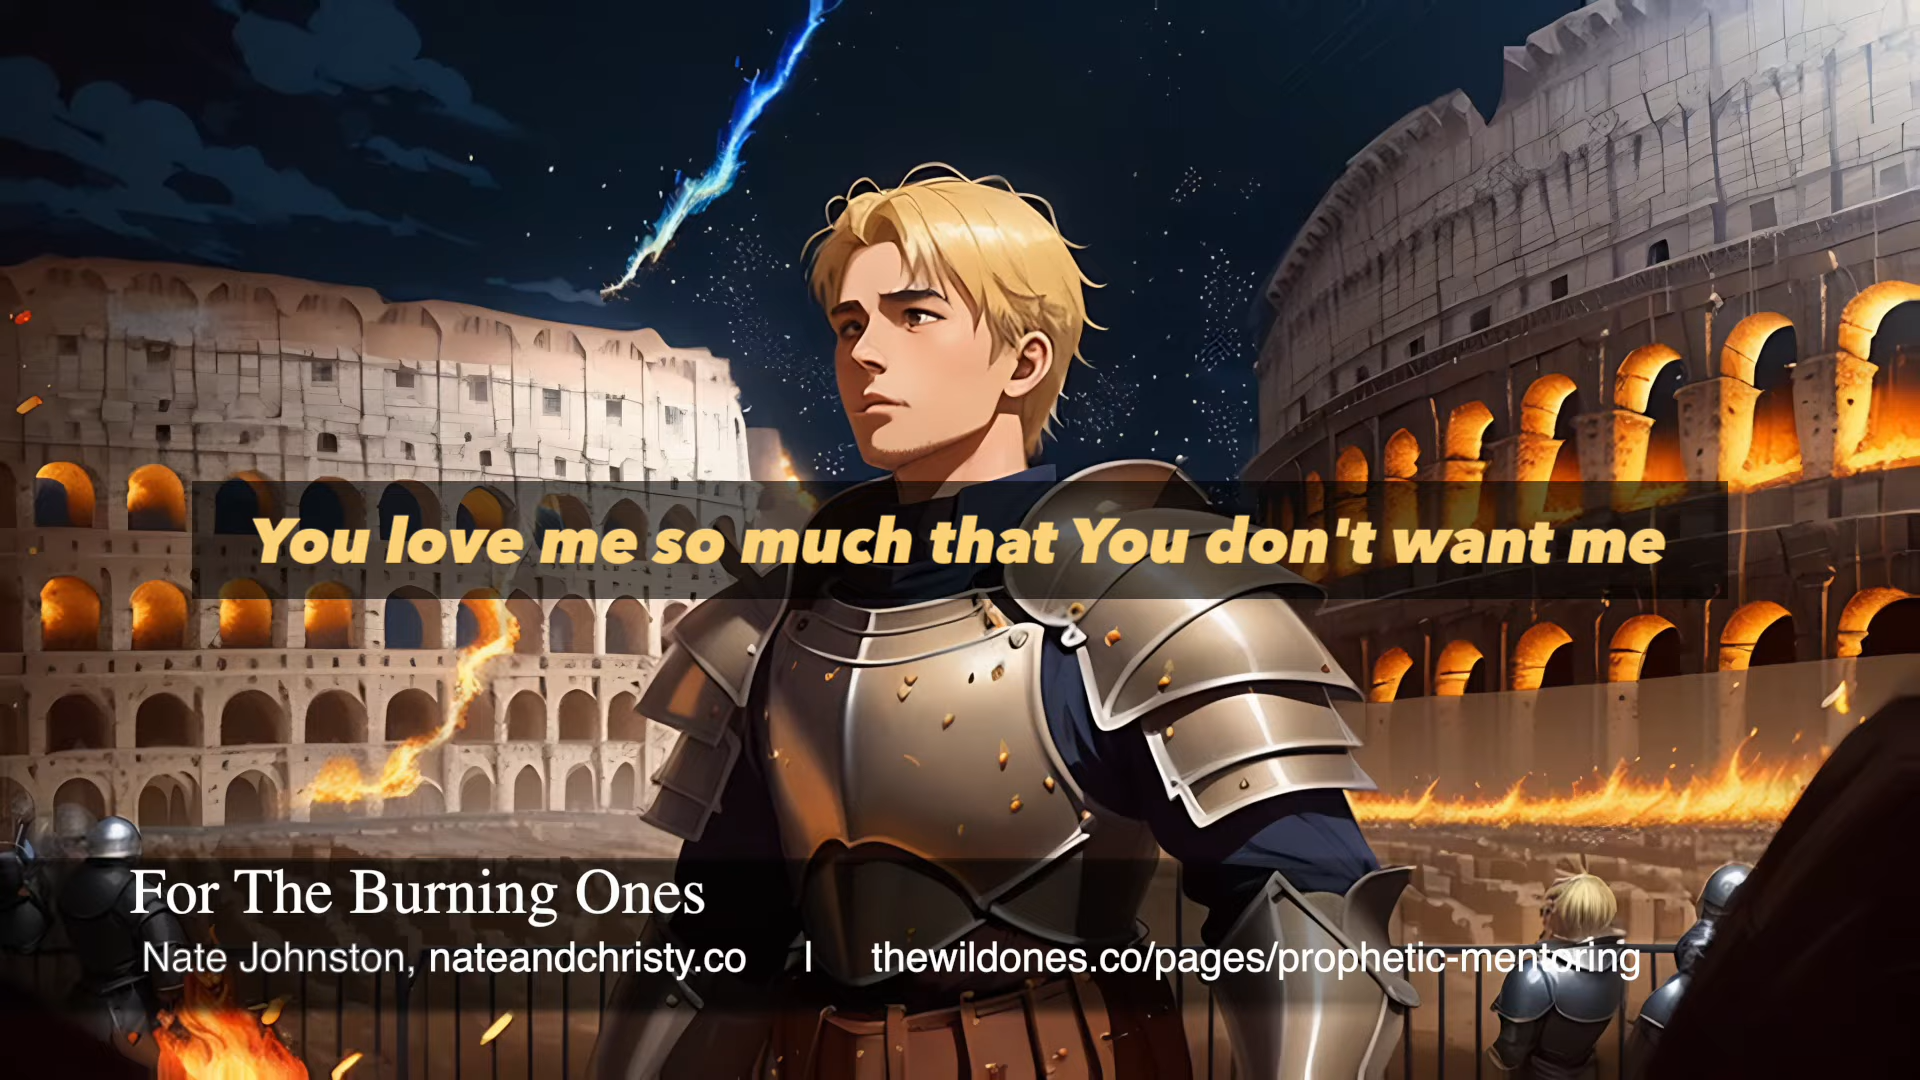 You love me so much that You don't want me
For The Burning Ones
Nate Johnston, nateandchristy.co | thewildones.co/pages/prophetic-mentoring